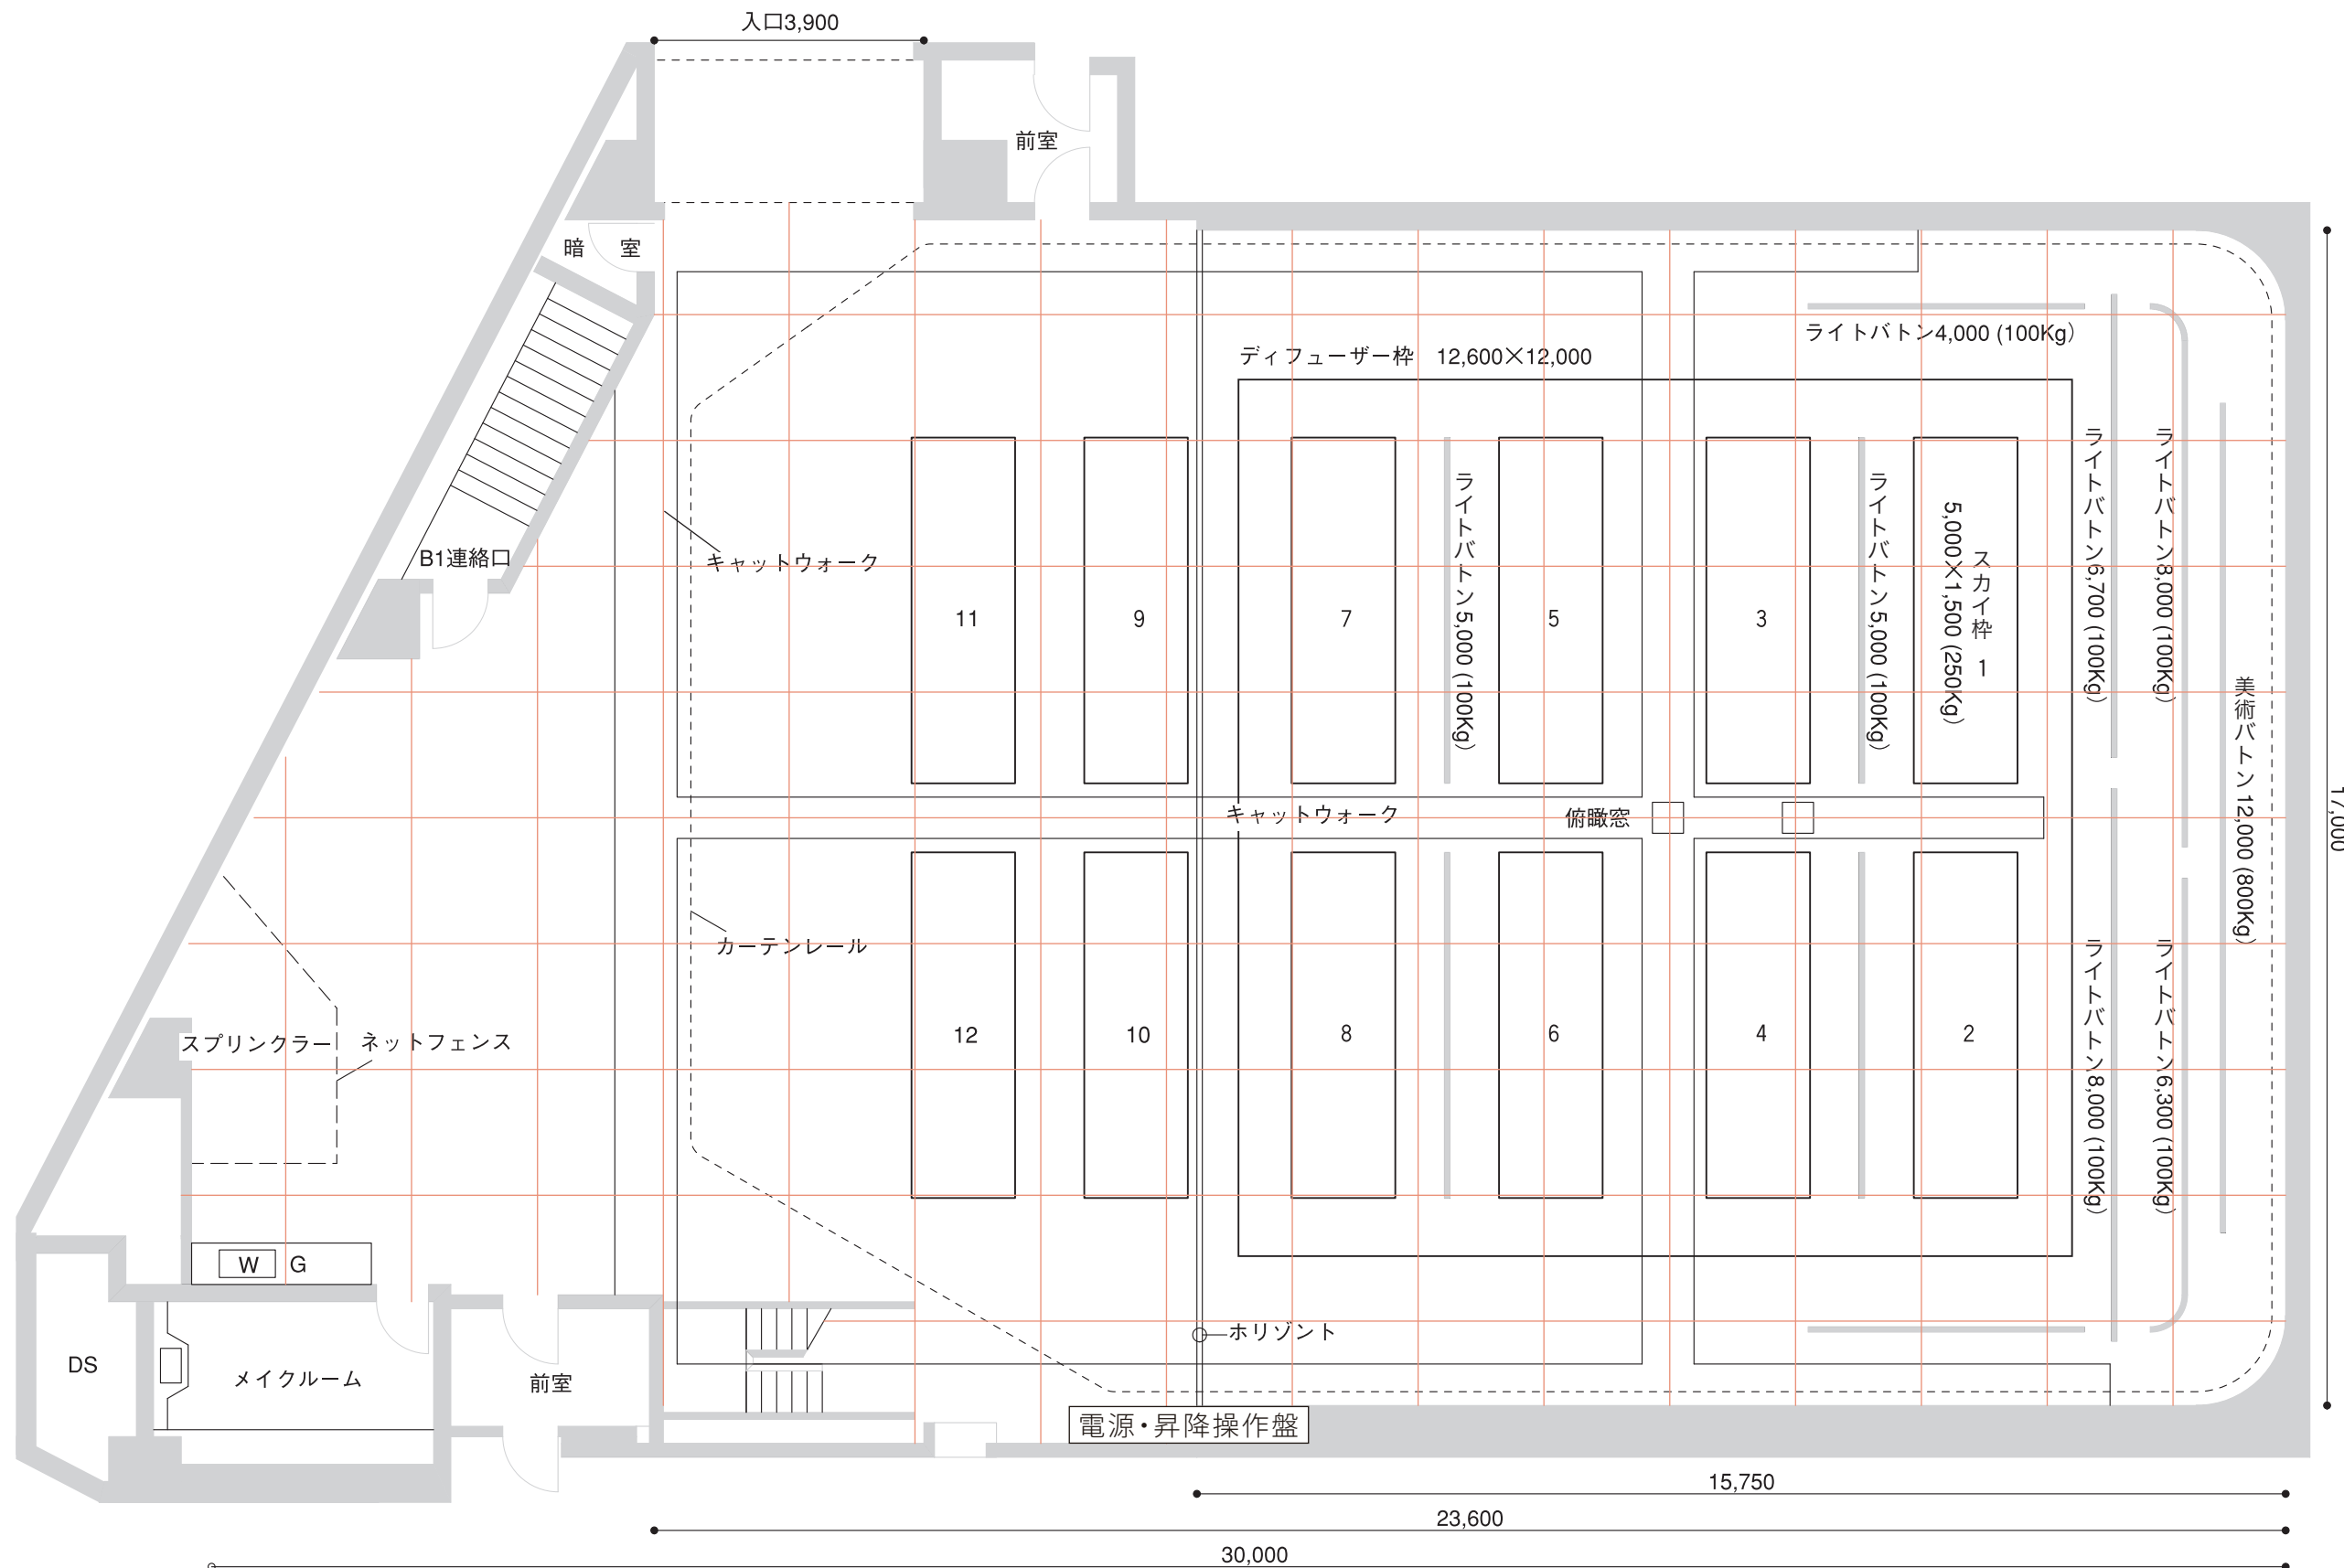 入口3,900
前室
暗 室
ライトバトン4,000 (100Kg)
ディフューザー枠 12,600×12,000
B1連絡口
キャットウォーク
11
9
7
ライトバトン5,000 (100Kg)
5
3
ライトバトン5,000 (100Kg)
スカイ枠 1
5,000×1,500 (250Kg)
ライトバトン6,700 (100Kg)
ライトバトン8,000 (100Kg)
美術バトン12,000 (800Kg)
17,000
キャットウォーク
俯瞰窓
カーテンレール
スプリンクラー
ネットフェンス
12
10
8
6
4
2
ライトバトン8,000 (100Kg)
ライトバトン6,300 (100Kg)
W
G
ホリゾント
DS
メイクルーム
前室
電源・昇降操作盤
15,750
23,600
30,000